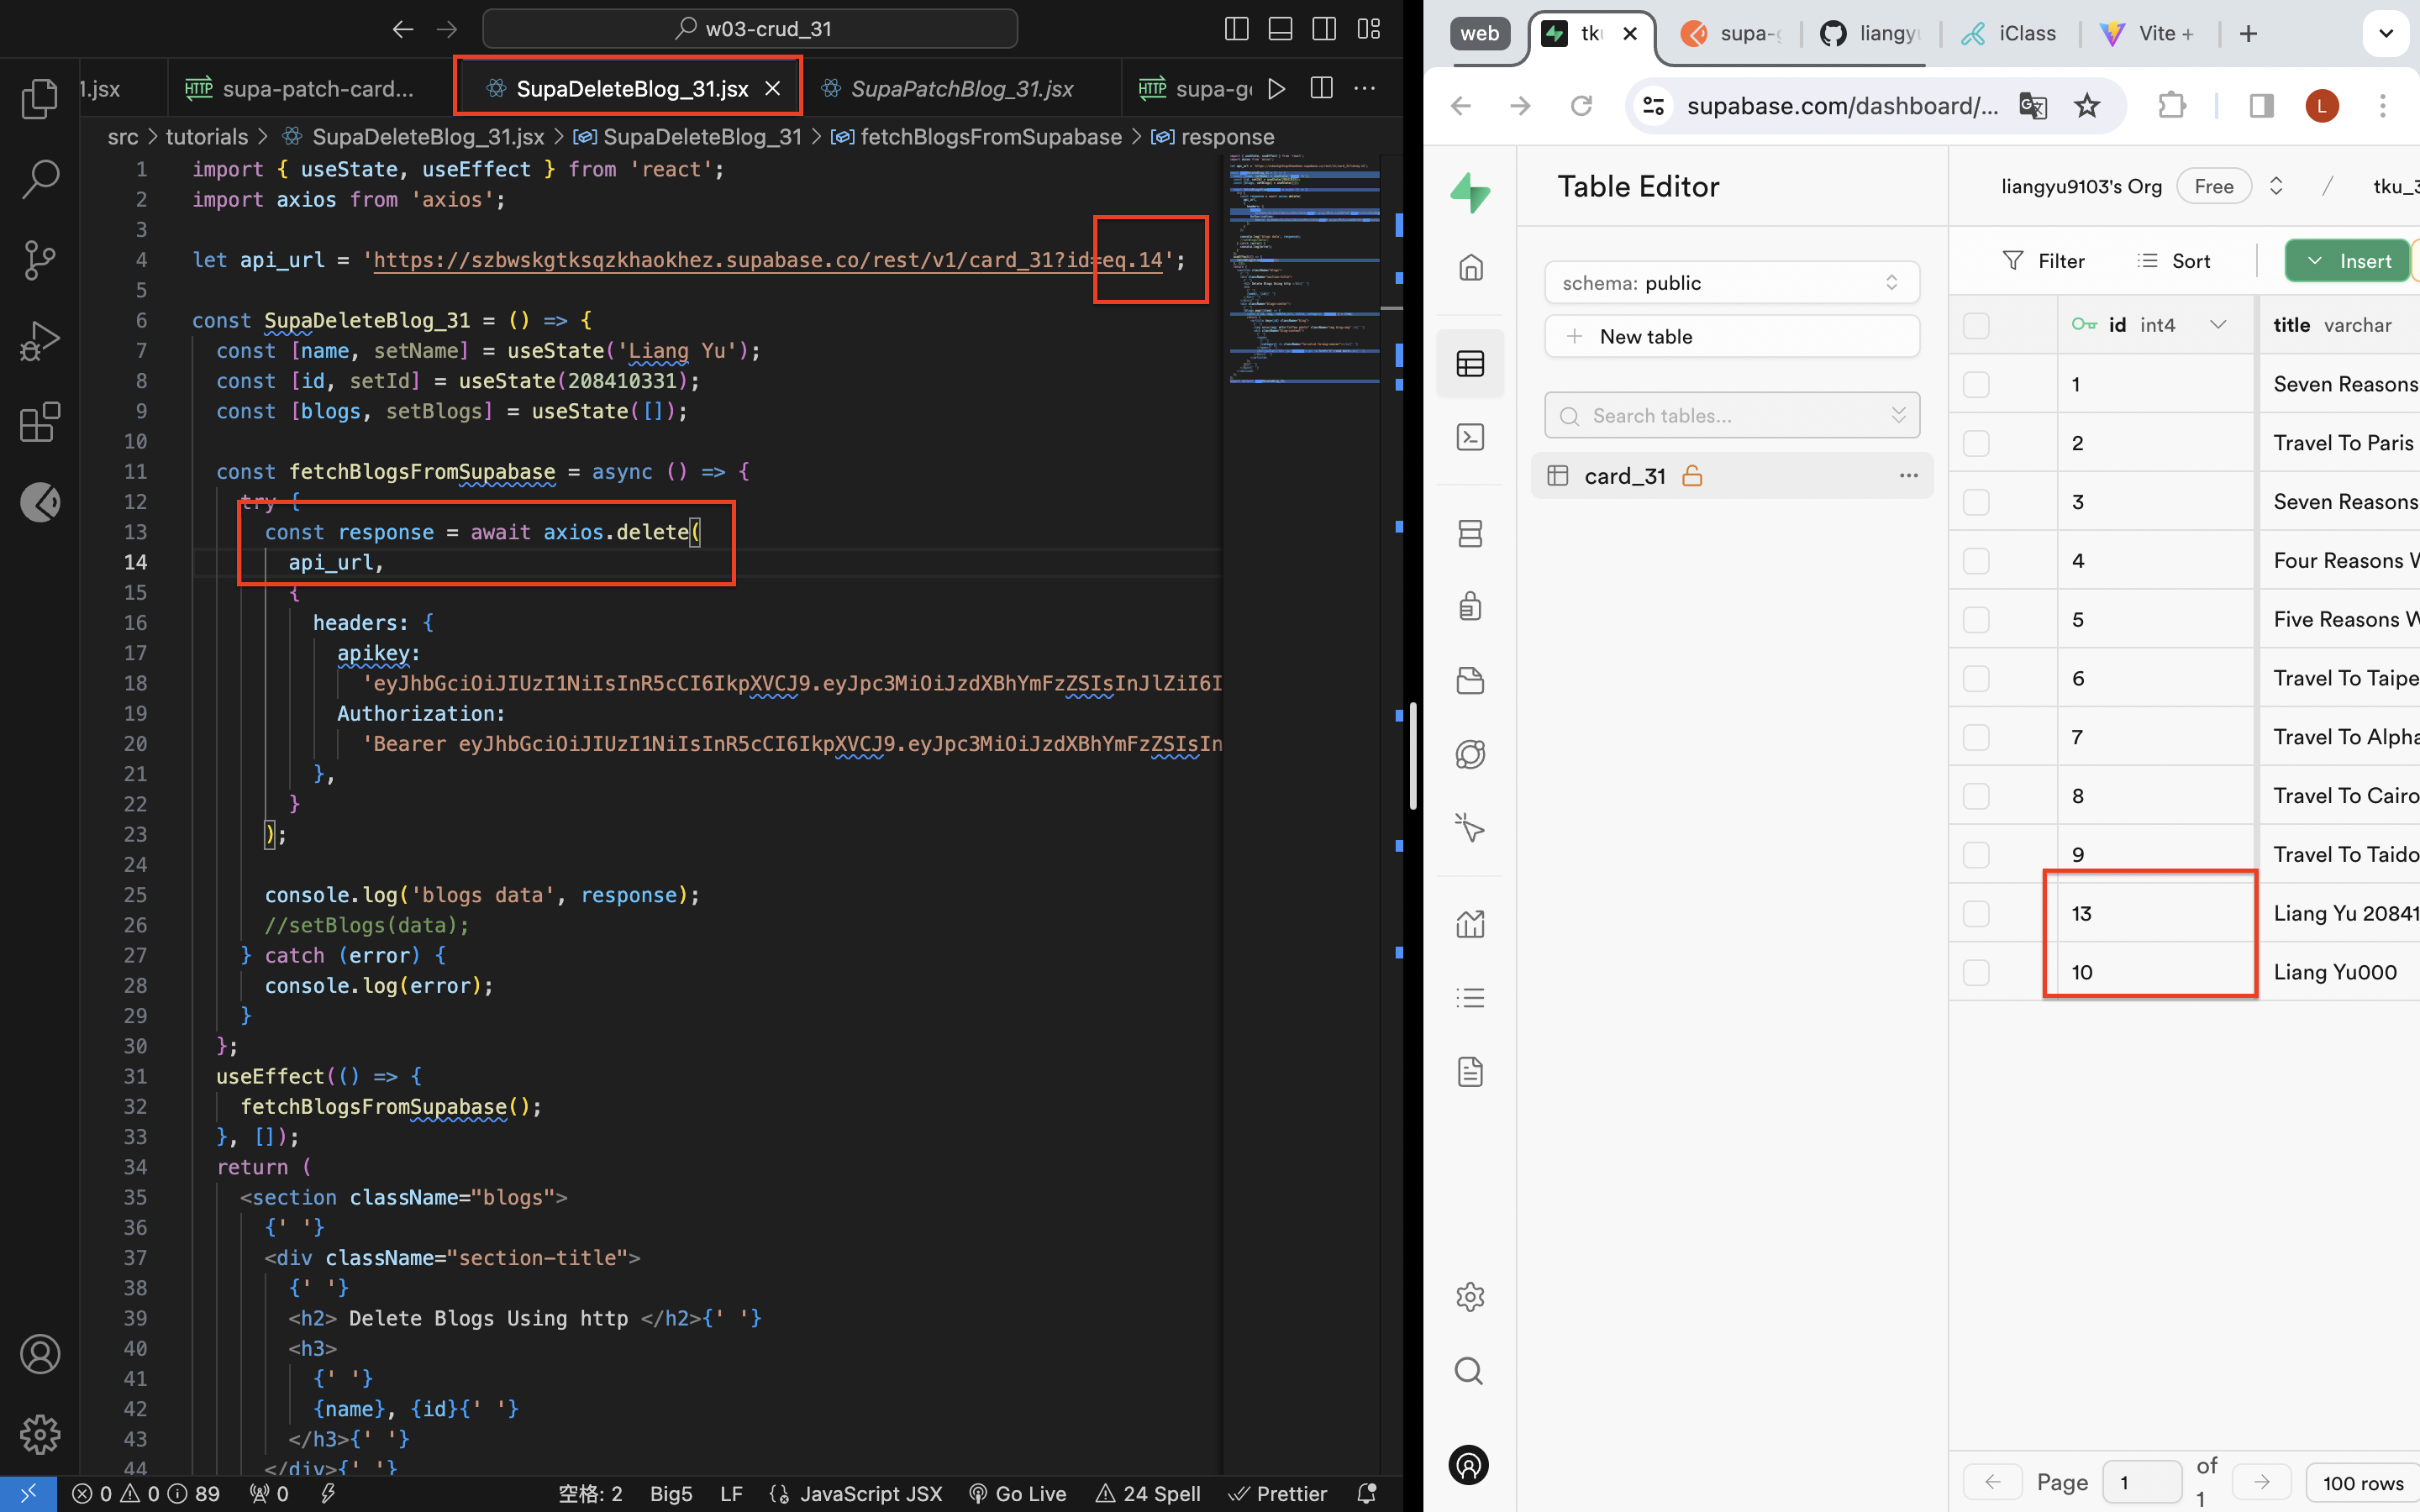 w03-crud_31
1.jsx
HTTP supa-patch-card...
SupaDeleteBlog_31.jsx
SupaPatchBlog_31.jsx
HTTP supa-g
src > tutorials > SupaDeleteBlog_31.jsx > SupaDeleteBlog_31 > fetchBlogsFromSupabase > response
1 import { useState, useEffect } from 'react';
2 import axios from 'axios';
3
4 let api_url = 'https://szbwskgtksqzkhaokhez.supabase.co/rest/v1/card_31?id=eq.14';
5
6 const SupaDeleteBlog_31 = () => {
7 const [name, setName] = useState('Liang Yu');
8 const [id, setId] = useState(208410331);
9 const [blogs, setBlogs] = useState([]);
10
11 const fetchBlogsFromSupabase = async () => {
12 try {
13 const response = await axios.delete(
14 api_url,
15 {
16 headers: {
17 apikey:
18 'eyJhbGciOiJIUzI1NiIsInR5cCI6IkpXVCJ9.eyJpc3MiOiJzdXBhYmFzZSIsInJlZiI6I
19 Authorization:
20 'Bearer eyJhbGciOiJIUzI1NiIsInR5cCI6IkpXVCJ9.eyJpc3MiOiJzdXBhYmFzZSIsIn
21 },
22 }
23 );
24
25 console.log('blogs data', response);
26 //setBlogs(data);
27 } catch (error) {
28 console.log(error);
29 }
30 };
31 useEffect(() => {
32 fetchBlogsFromSupabase();
33 }, []);
34 return (
35 <section className="blogs">
36 {' '}
37 <div className="section-title">
38 {' '}
39 <h2> Delete Blogs Using http </h2>{' '}
40 <h3>
41 {' '}
42 {name}, {id}{' '}
43 </h3>{' '}
44 </div>{' '}
0 0 89 0 空格: 2 Big5 LF JavaScript JSX Go Live 24 Spell Prettier
web
tk
supa-g
liangyu
iClass
Vite +
supabase.com/dashboard/...
L
Table Editor
liangyu9103's Org Free / tku_3
schema: public
New table
Search tables...
card_31
Filter Sort Insert
id int4 title varchar
1 Seven Reasons
2 Travel To Paris
3 Seven Reasons
4 Four Reasons W
5 Five Reasons W
6 Travel To Taipe
7 Travel To Alpha
8 Travel To Cairo
9 Travel To Taido
13 Liang Yu 20841
10 Liang Yu000
Page 1 of 1 100 rows